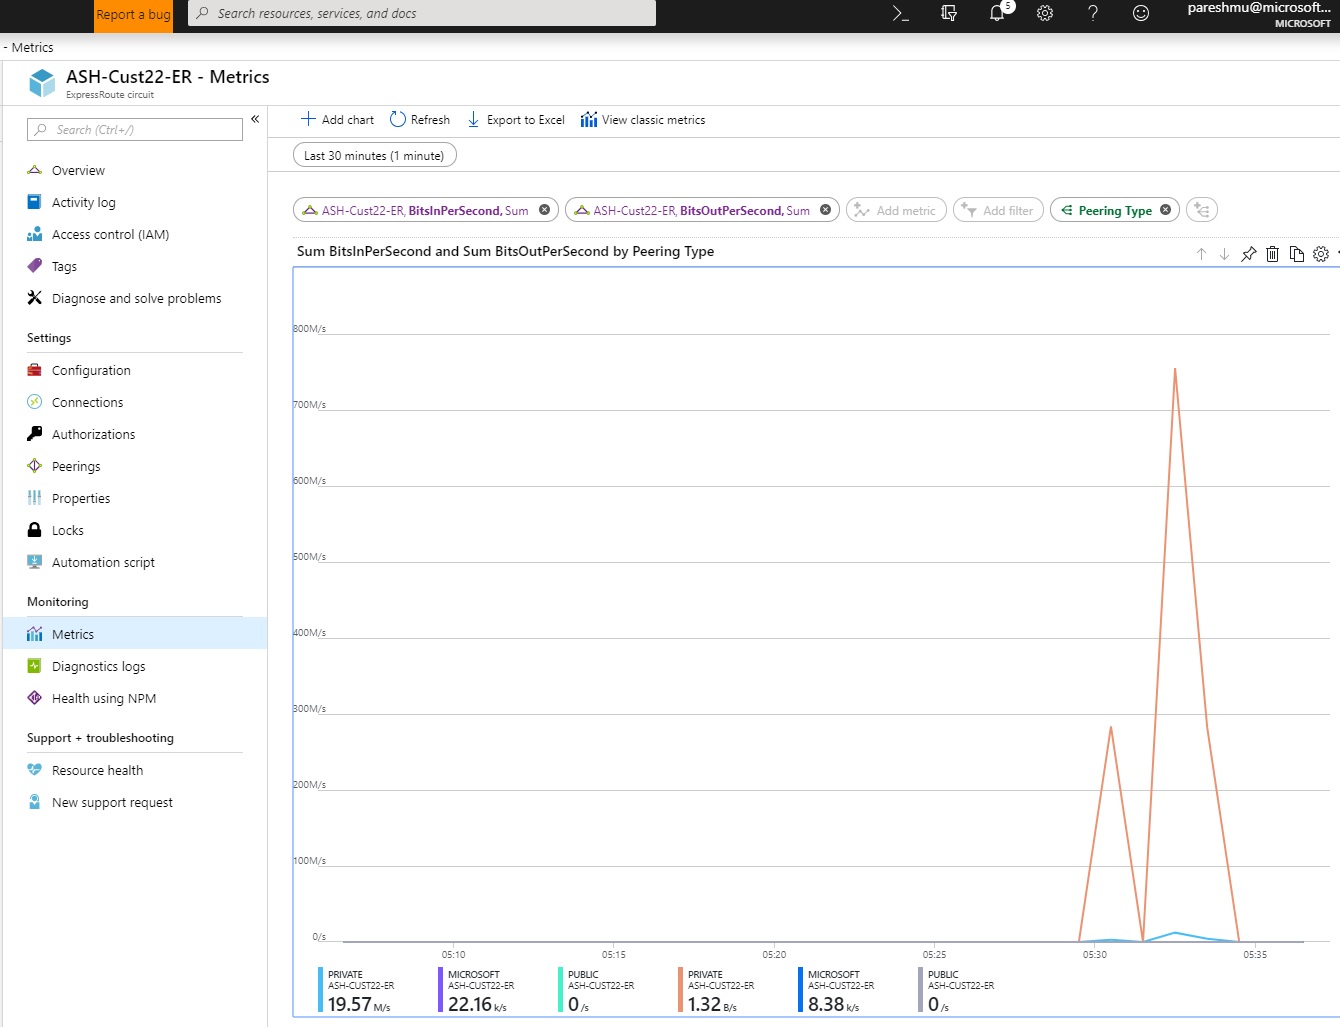 Report a bug
Search resources, services, and docs
5
pareshmu@microsoft...
MICROSOFT
- Metrics
ASH-Cust22-ER - Metrics
ExpressRoute circuit
Search (Ctrl+/)
«
Overview
Activity log
Access control (IAM)
Tags
Diagnose and solve problems
Settings
Configuration
Connections
Authorizations
Peerings
Properties
Locks
Automation script
Monitoring
Metrics
Diagnostics logs
Health using NPM
Support + troubleshooting
Resource health
New support request
Add chart
Refresh
Export to Excel
View classic metrics
Last 30 minutes (1 minute)
ASH-Cust22-ER, BitsInPerSecond, Sum
ASH-Cust22-ER, BitsOutPerSecond, Sum
Add metric
Add filter
Peering Type
Sum BitsInPerSecond and Sum BitsOutPerSecond by Peering Type
800M/s
700M/s
600M/s
500M/s
400M/s
300M/s
200M/s
100M/s
0/s
05:10
05:15
05:20
05:25
05:30
05:35
PRIVATE
ASH-CUST22-ER
19.57 M/s
MICROSOFT
ASH-CUST22-ER
22.16 k/s
PUBLIC
ASH-CUST22-ER
0 /s
PRIVATE
ASH-CUST22-ER
1.32 B/s
MICROSOFT
ASH-CUST22-ER
8.38 k/s
PUBLIC
ASH-CUST22-ER
0 /s